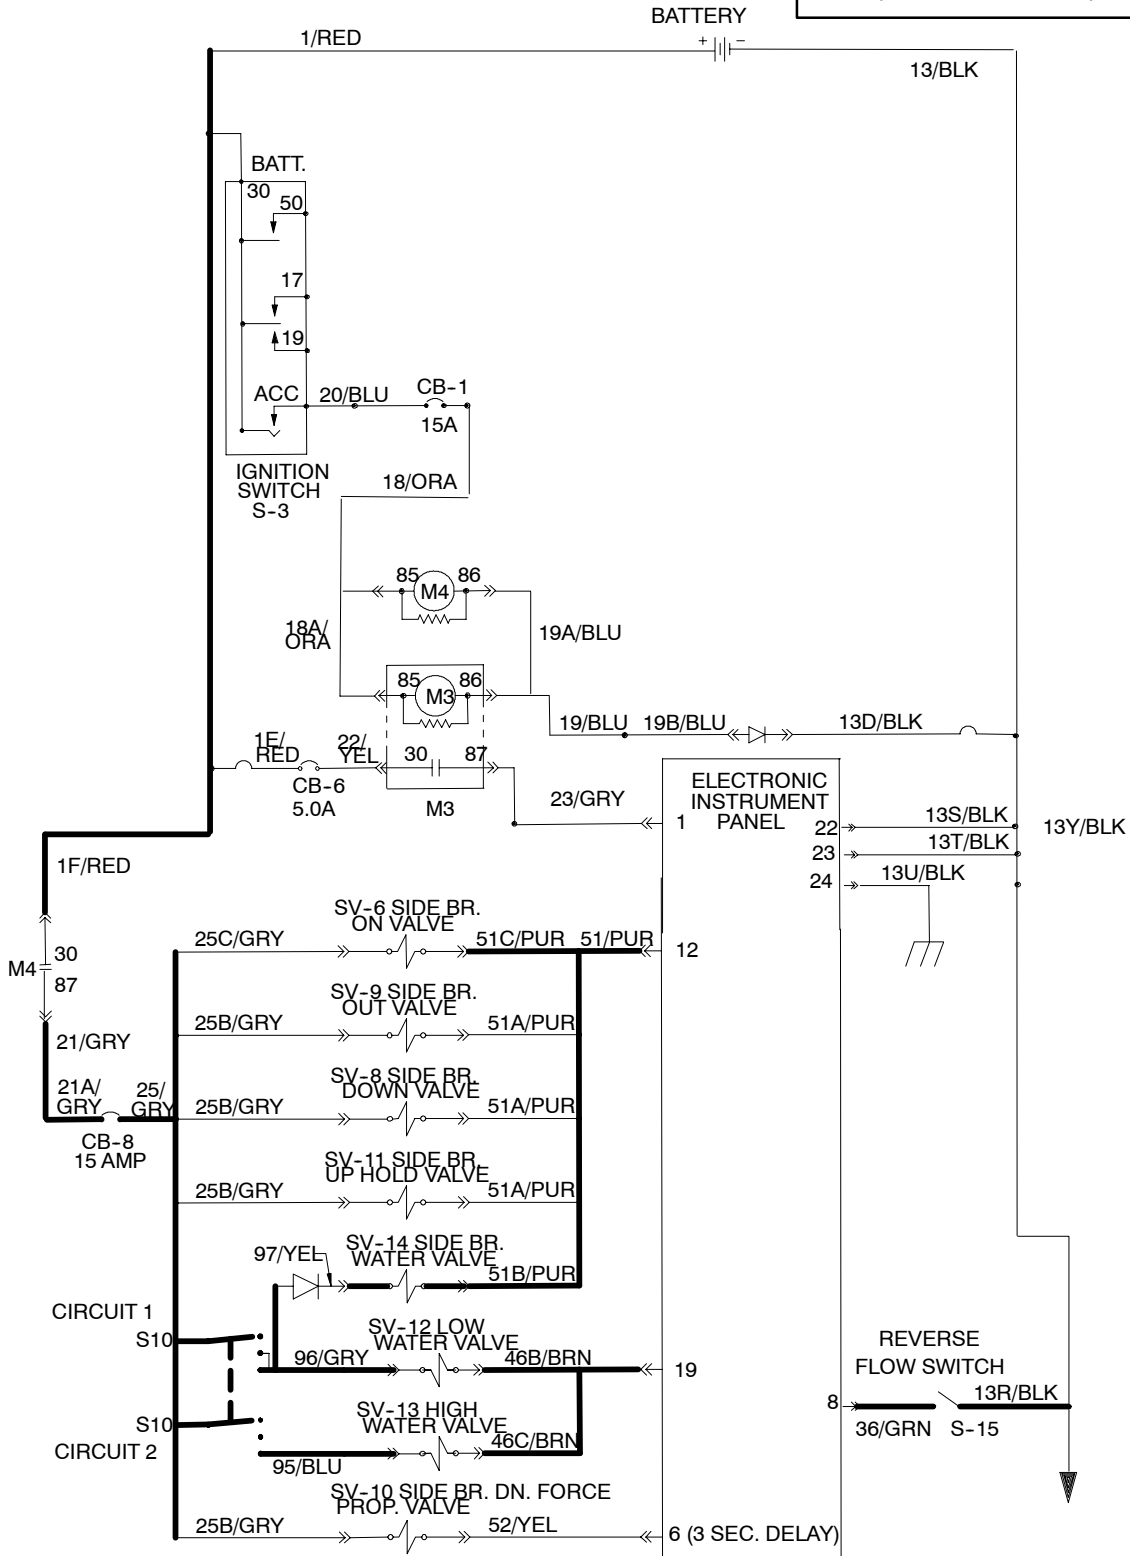 BATTERY
1/RED
+ −
13/BLK
BATT.
30
50
17
19
ACC
20/BLU
CB-1
15A
IGNITION
SWITCH
S-3
18/ORA
85
M4
86
18A/
ORA
19A/BLU
85
M3
86
19/BLU
19B/BLU
13D/BLK
1E/
RED
22/
YEL
30
87
CB-6
5.0A
M3
23/GRY
1
ELECTRONIC
INSTRUMENT
PANEL
22
13S/BLK
13Y/BLK
23
13T/BLK
24
13U/BLK
1F/RED
M4
30
87
21/GRY
21A/
GRY
25/
GRY
CB-8
15 AMP
SV-6 SIDE BR.
ON VALVE
25C/GRY
51C/PUR
51/PUR
12
SV-9 SIDE BR.
OUT VALVE
25B/GRY
51A/PUR
SV-8 SIDE BR.
DOWN VALVE
25B/GRY
51A/PUR
SV-11 SIDE BR.
UP HOLD VALVE
25B/GRY
51A/PUR
SV-14 SIDE BR.
WATER VALVE
97/YEL
51B/PUR
CIRCUIT 1
S10
SV-12 LOW
WATER VALVE
96/GRY
46B/BRN
19
S10
CIRCUIT 2
SV-13 HIGH
WATER VALVE
95/BLU
46C/BRN
SV-10 SIDE BR. DN. FORCE
PROP. VALVE
25B/GRY
52/YEL
6 (3 SEC. DELAY)
REVERSE
FLOW SWITCH
8
13R/BLK
36/GRN
S-15